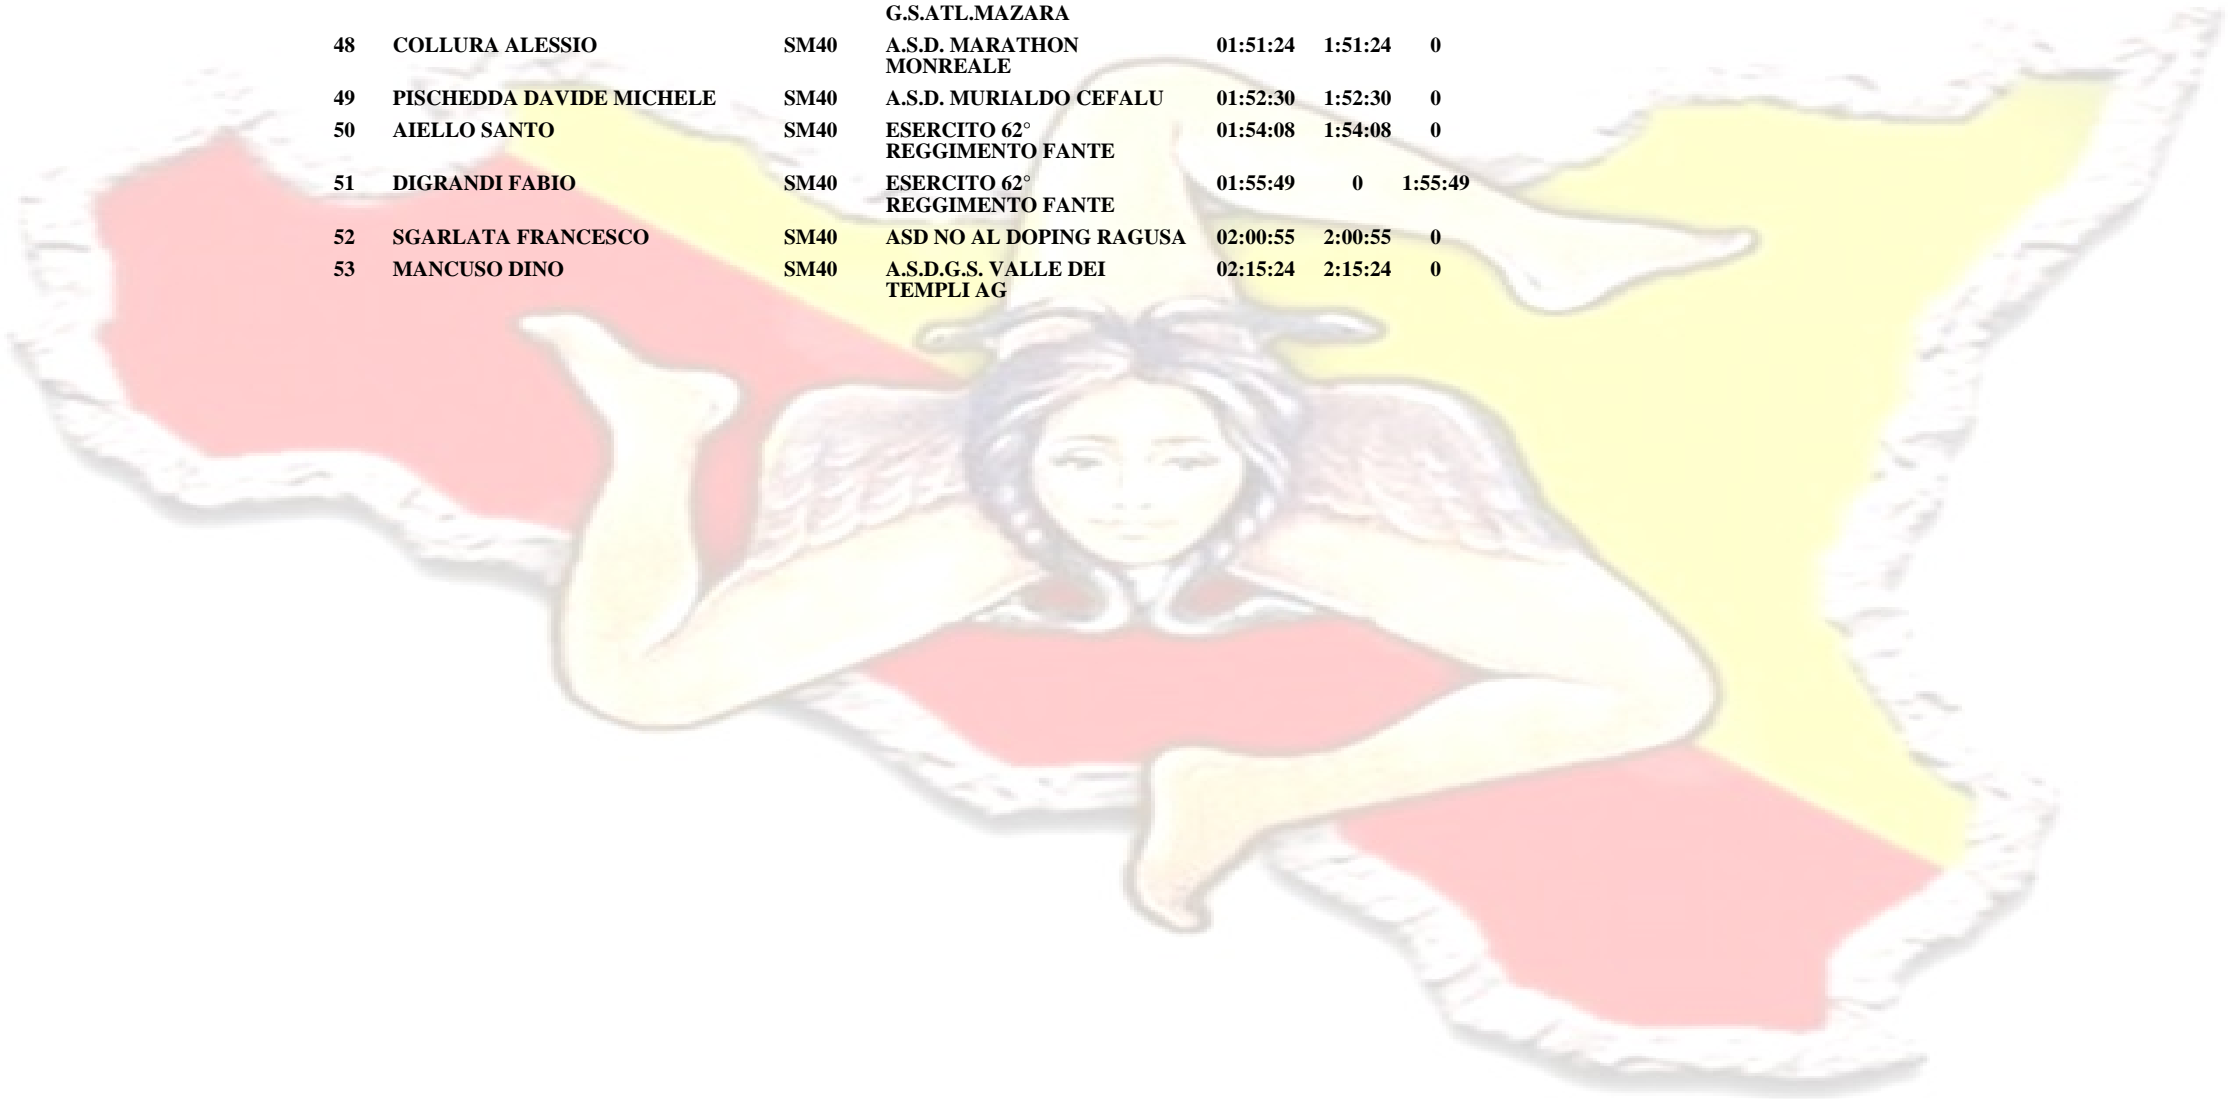 G.S.ATL.MAZARA
48 COLLURA ALESSIO SM40 A.S.D. MARATHON 01:51:24 1:51:24 0
MONREALE
49 PISCHEDDA DAVIDE MICHELE SM40 A.S.D. MURIALDO CEFALU 01:52:30 1:52:30 0
50 AIELLO SANTO SM40 ESERCITO 62° 01:54:08 1:54:08 0
REGGIMENTO FANTE
51 DIGRANDI FABIO SM40 ESERCITO 62° 01:55:49 0 1:55:49
REGGIMENTO FANTE
52 SGARLATA FRANCESCO SM40 ASD NO AL DOPING RAGUSA 02:00:55 2:00:55 0
53 MANCUSO DINO SM40 A.S.D.G.S. VALLE DEI 02:15:24 2:15:24 0
TEMPLI AG